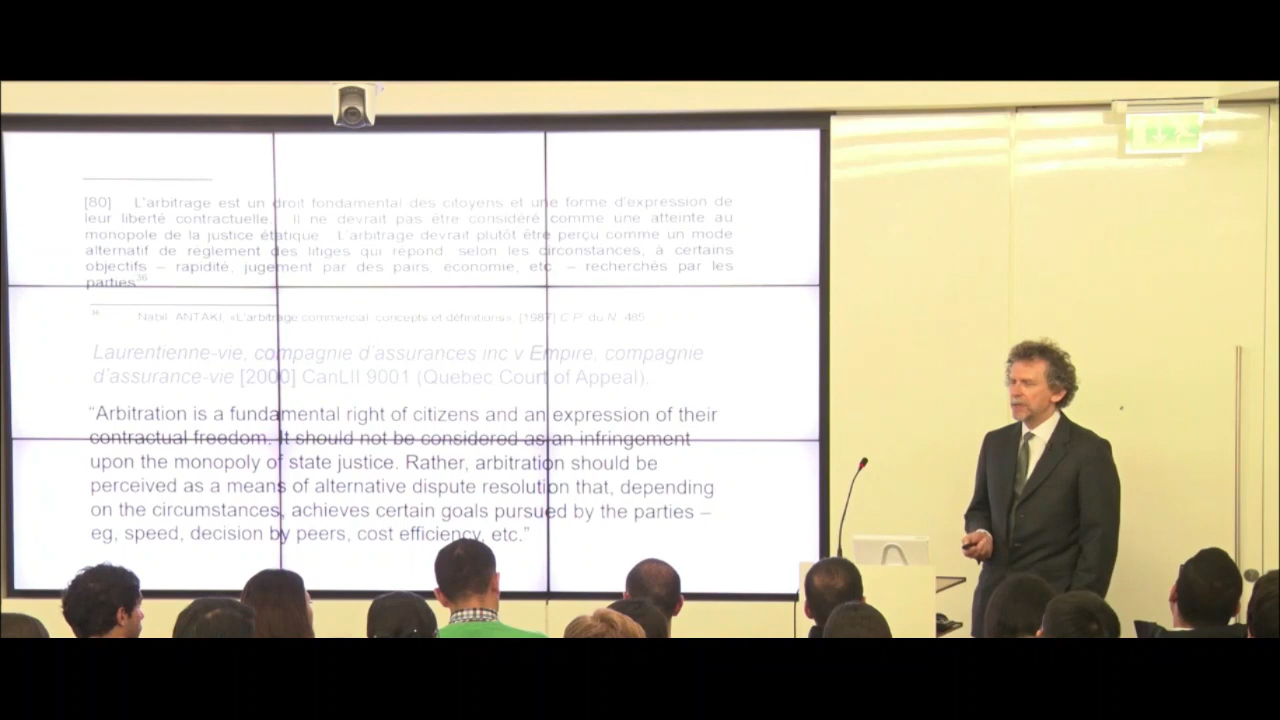 [80] L'arbitrage est un droit fondamental des citoyens et une forme d'expression de
leur liberté contractuelle. Il ne devrait pas être considéré comme une atteinte au
monopole de la justice étatique L'arbitrage devrait plutôt être perçu comme un mode
alternatif de règlement des litiges qui répond selon les circonstances, à certains
objectifs – rapidité, jugement par des pairs, économie, etc – recherchés par les
parties36
36 Nabil ANTAKI, «L'arbitrage commercial concepts et définitions», [1987] C.P. du N. 485
Laurentienne-vie, compagnie d'assurances inc v Empire, compagnie
d'assurance-vie [2000] CanLII 9001 (Quebec Court of Appeal).
“Arbitration is a fundamental right of citizens and an expression of their
contractual freedom. It should not be considered as an infringement
upon the monopoly of state justice. Rather, arbitration should be
perceived as a means of alternative dispute resolution that, depending
on the circumstances, achieves certain goals pursued by the parties –
eg, speed, decision by peers, cost efficiency, etc.”